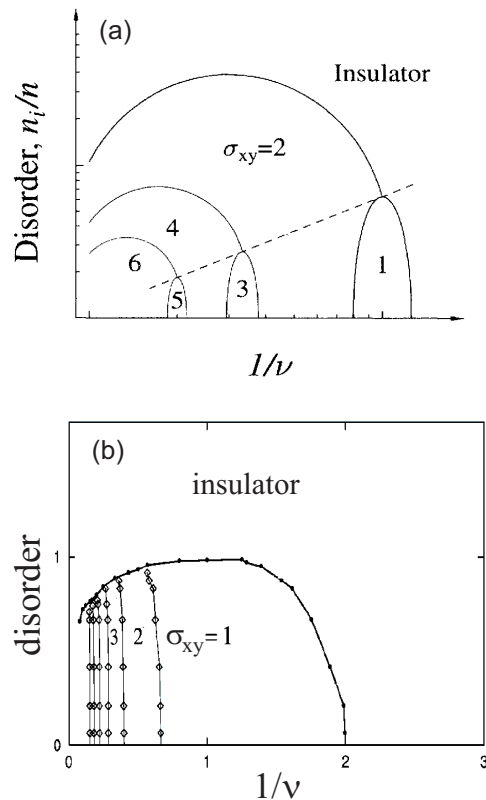 (a)
Insulator
σxy=2
4
6
5
3
1
Disorder, ni/n
1/ν
(b)
insulator
1
3 2 σxy=1
disorder
0
0 1 2 3
1/ν